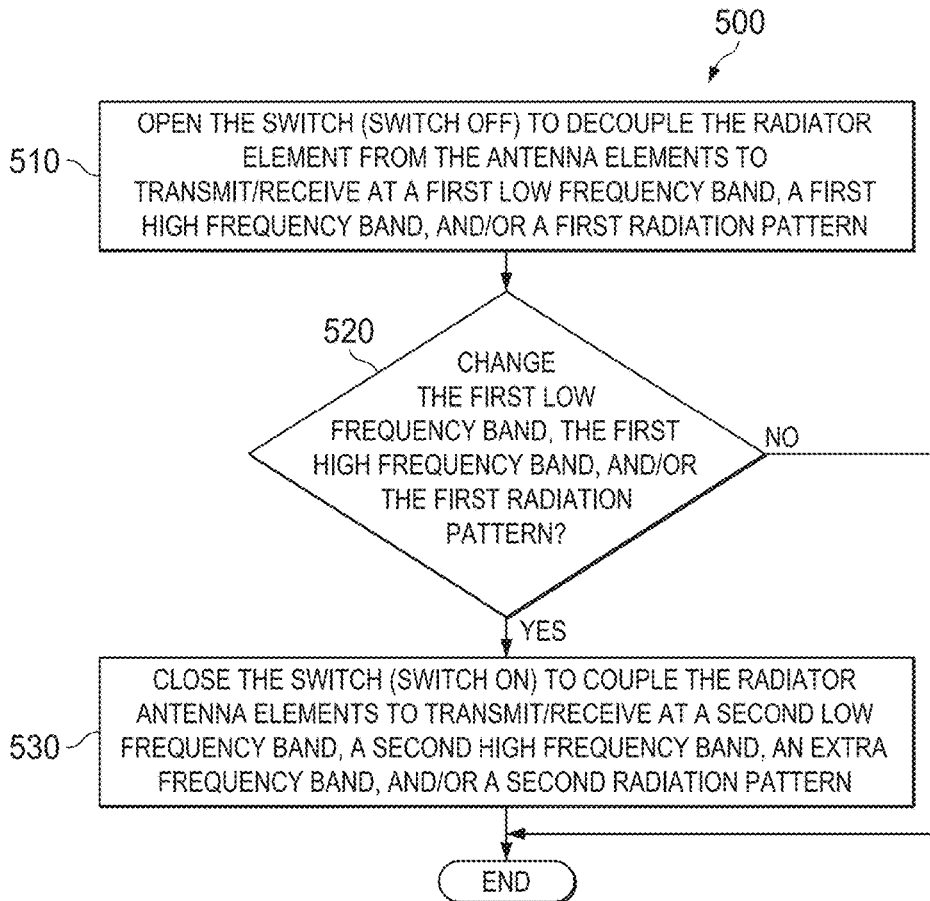 500
510
OPEN THE SWITCH (SWITCH OFF) TO DECOUPLE THE RADIATOR
ELEMENT FROM THE ANTENNA ELEMENTS TO
TRANSMIT/RECEIVE AT A FIRST LOW FREQUENCY BAND, A FIRST
HIGH FREQUENCY BAND, AND/OR A FIRST RADIATION PATTERN
520
CHANGE
THE FIRST LOW
FREQUENCY BAND, THE FIRST
HIGH FREQUENCY BAND, AND/OR
THE FIRST RADIATION
PATTERN?
NO
YES
530
CLOSE THE SWITCH (SWITCH ON) TO COUPLE THE RADIATOR
ANTENNA ELEMENTS TO TRANSMIT/RECEIVE AT A SECOND LOW
FREQUENCY BAND, A SECOND HIGH FREQUENCY BAND, AN EXTRA
FREQUENCY BAND, AND/OR A SECOND RADIATION PATTERN
END